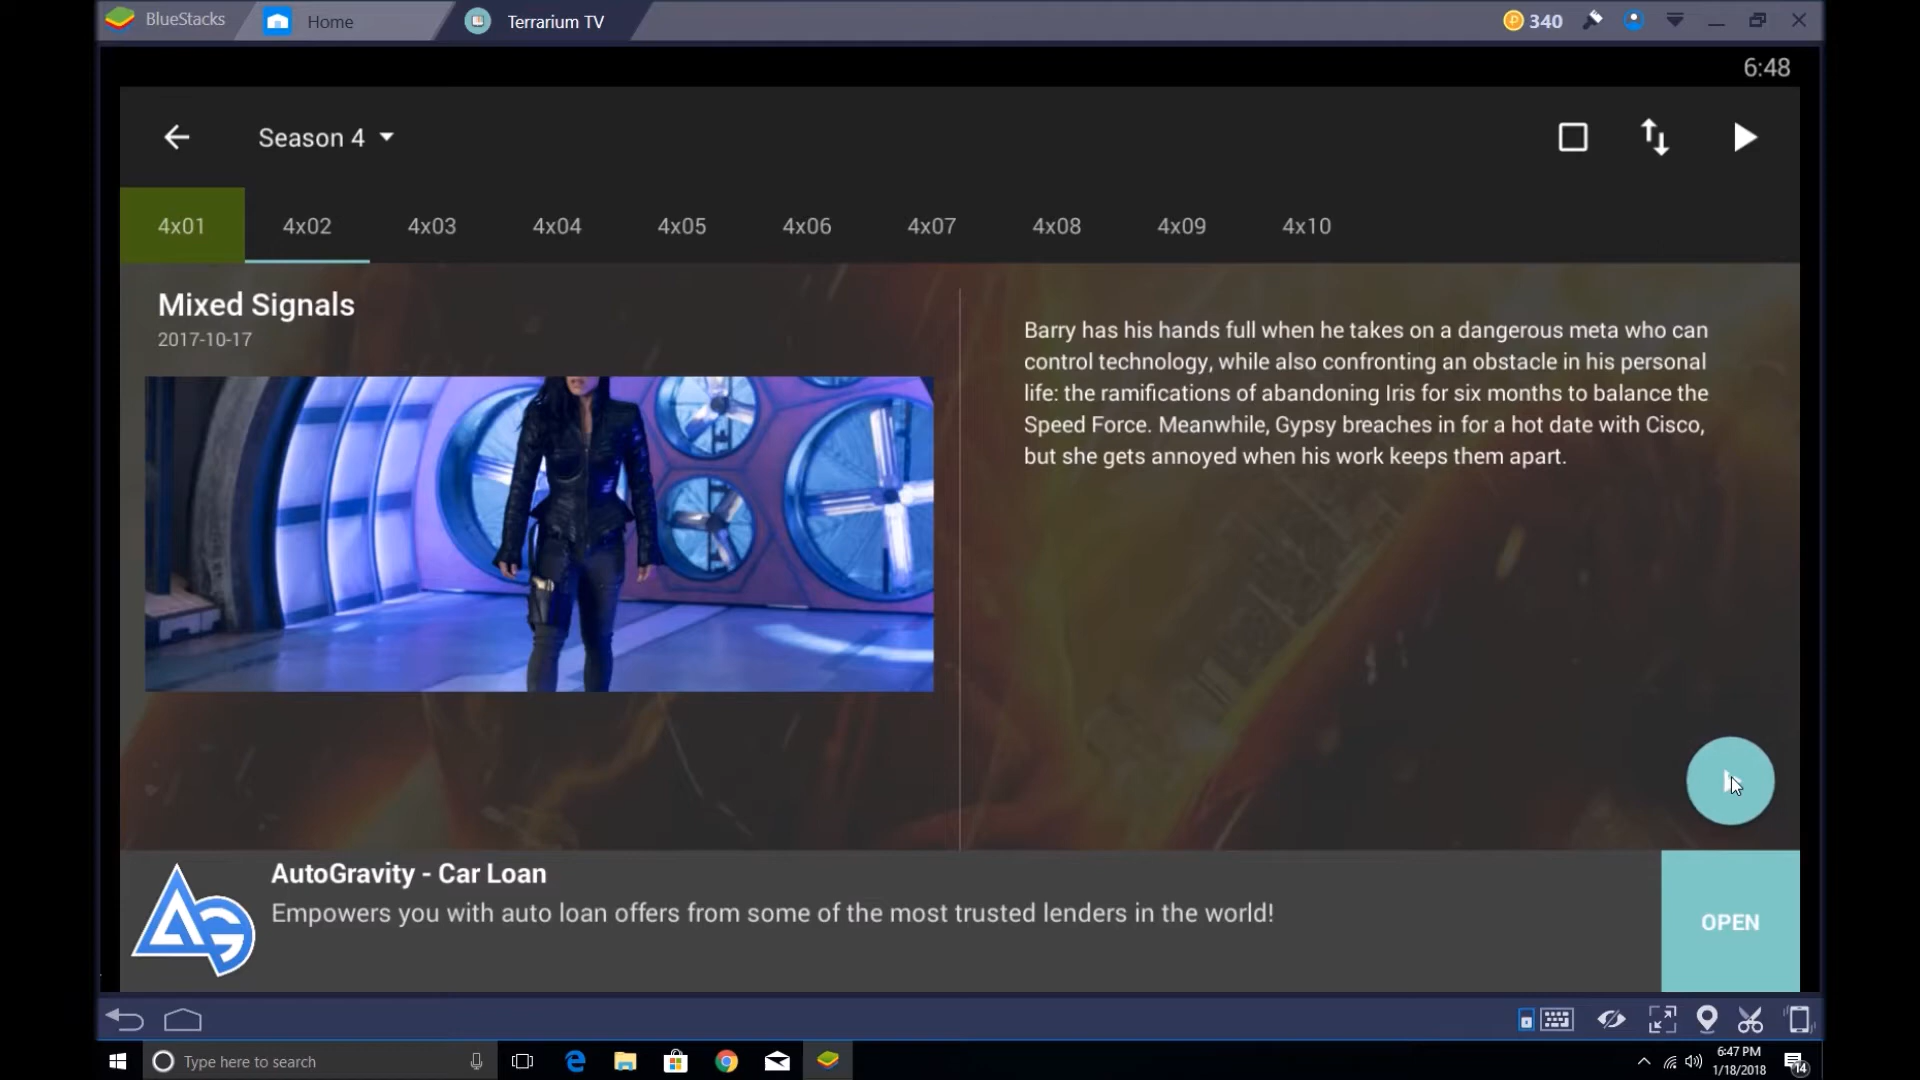 BlueStacks
Home
Terrarium TV
340
6:48
Season 4
4x01
4x02
4x03
4x04
4x05
4x06
4x07
4x08
4x09
4x10
Mixed Signals
2017-10-17
Barry has his hands full when he takes on a dangerous meta who can
control technology, while also confronting an obstacle in his personal
life: the ramifications of abandoning Iris for six months to balance the
Speed Force. Meanwhile, Gypsy breaches in for a hot date with Cisco,
but she gets annoyed when his work keeps them apart.
AG
AutoGravity - Car Loan
Empowers you with auto loan offers from some of the most trusted lenders in the world!
OPEN
Type here to search
6:47 PM
1/18/2018
14